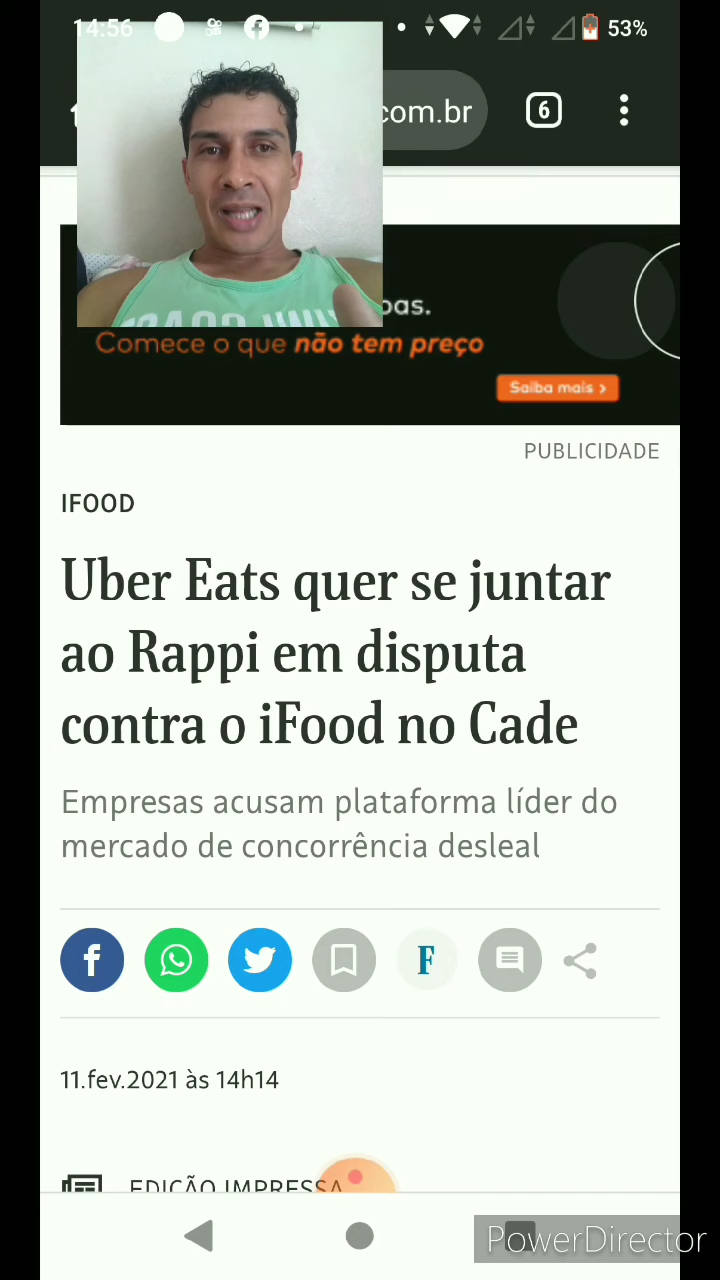 14:56
53%
com.br
6
oas.
Comece o que não tem preço
Saiba mais >
PUBLICIDADE
IFOOD
Uber Eats quer se juntar
ao Rappi em disputa
contra o iFood no Cade
Empresas acusam plataforma líder do
mercado de concorrência desleal
F
11.fev.2021 às 14h14
EDIÇÃO IMPRESSA
PowerDirector